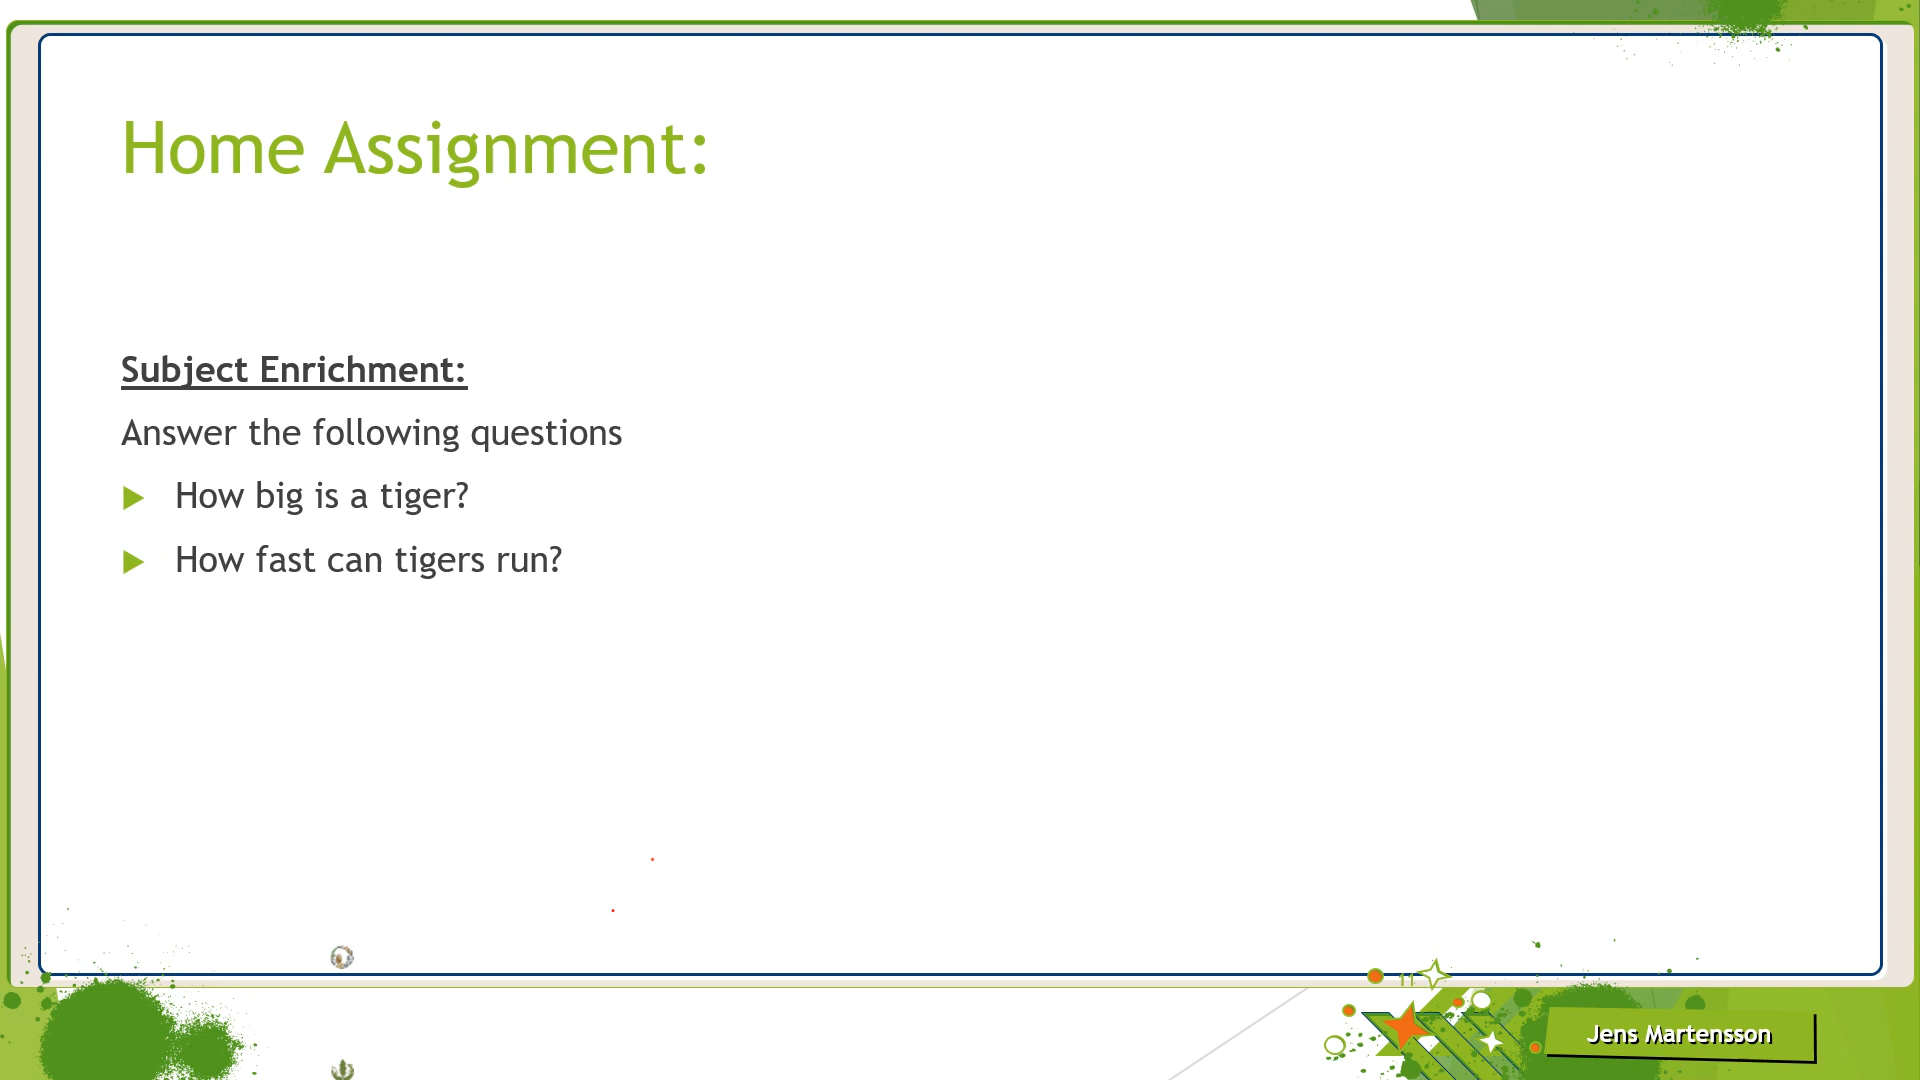 Home Assignment:
Subject Enrichment:
Answer the following questions
How big is a tiger?
How fast can tigers run?
11
Jens Martensson